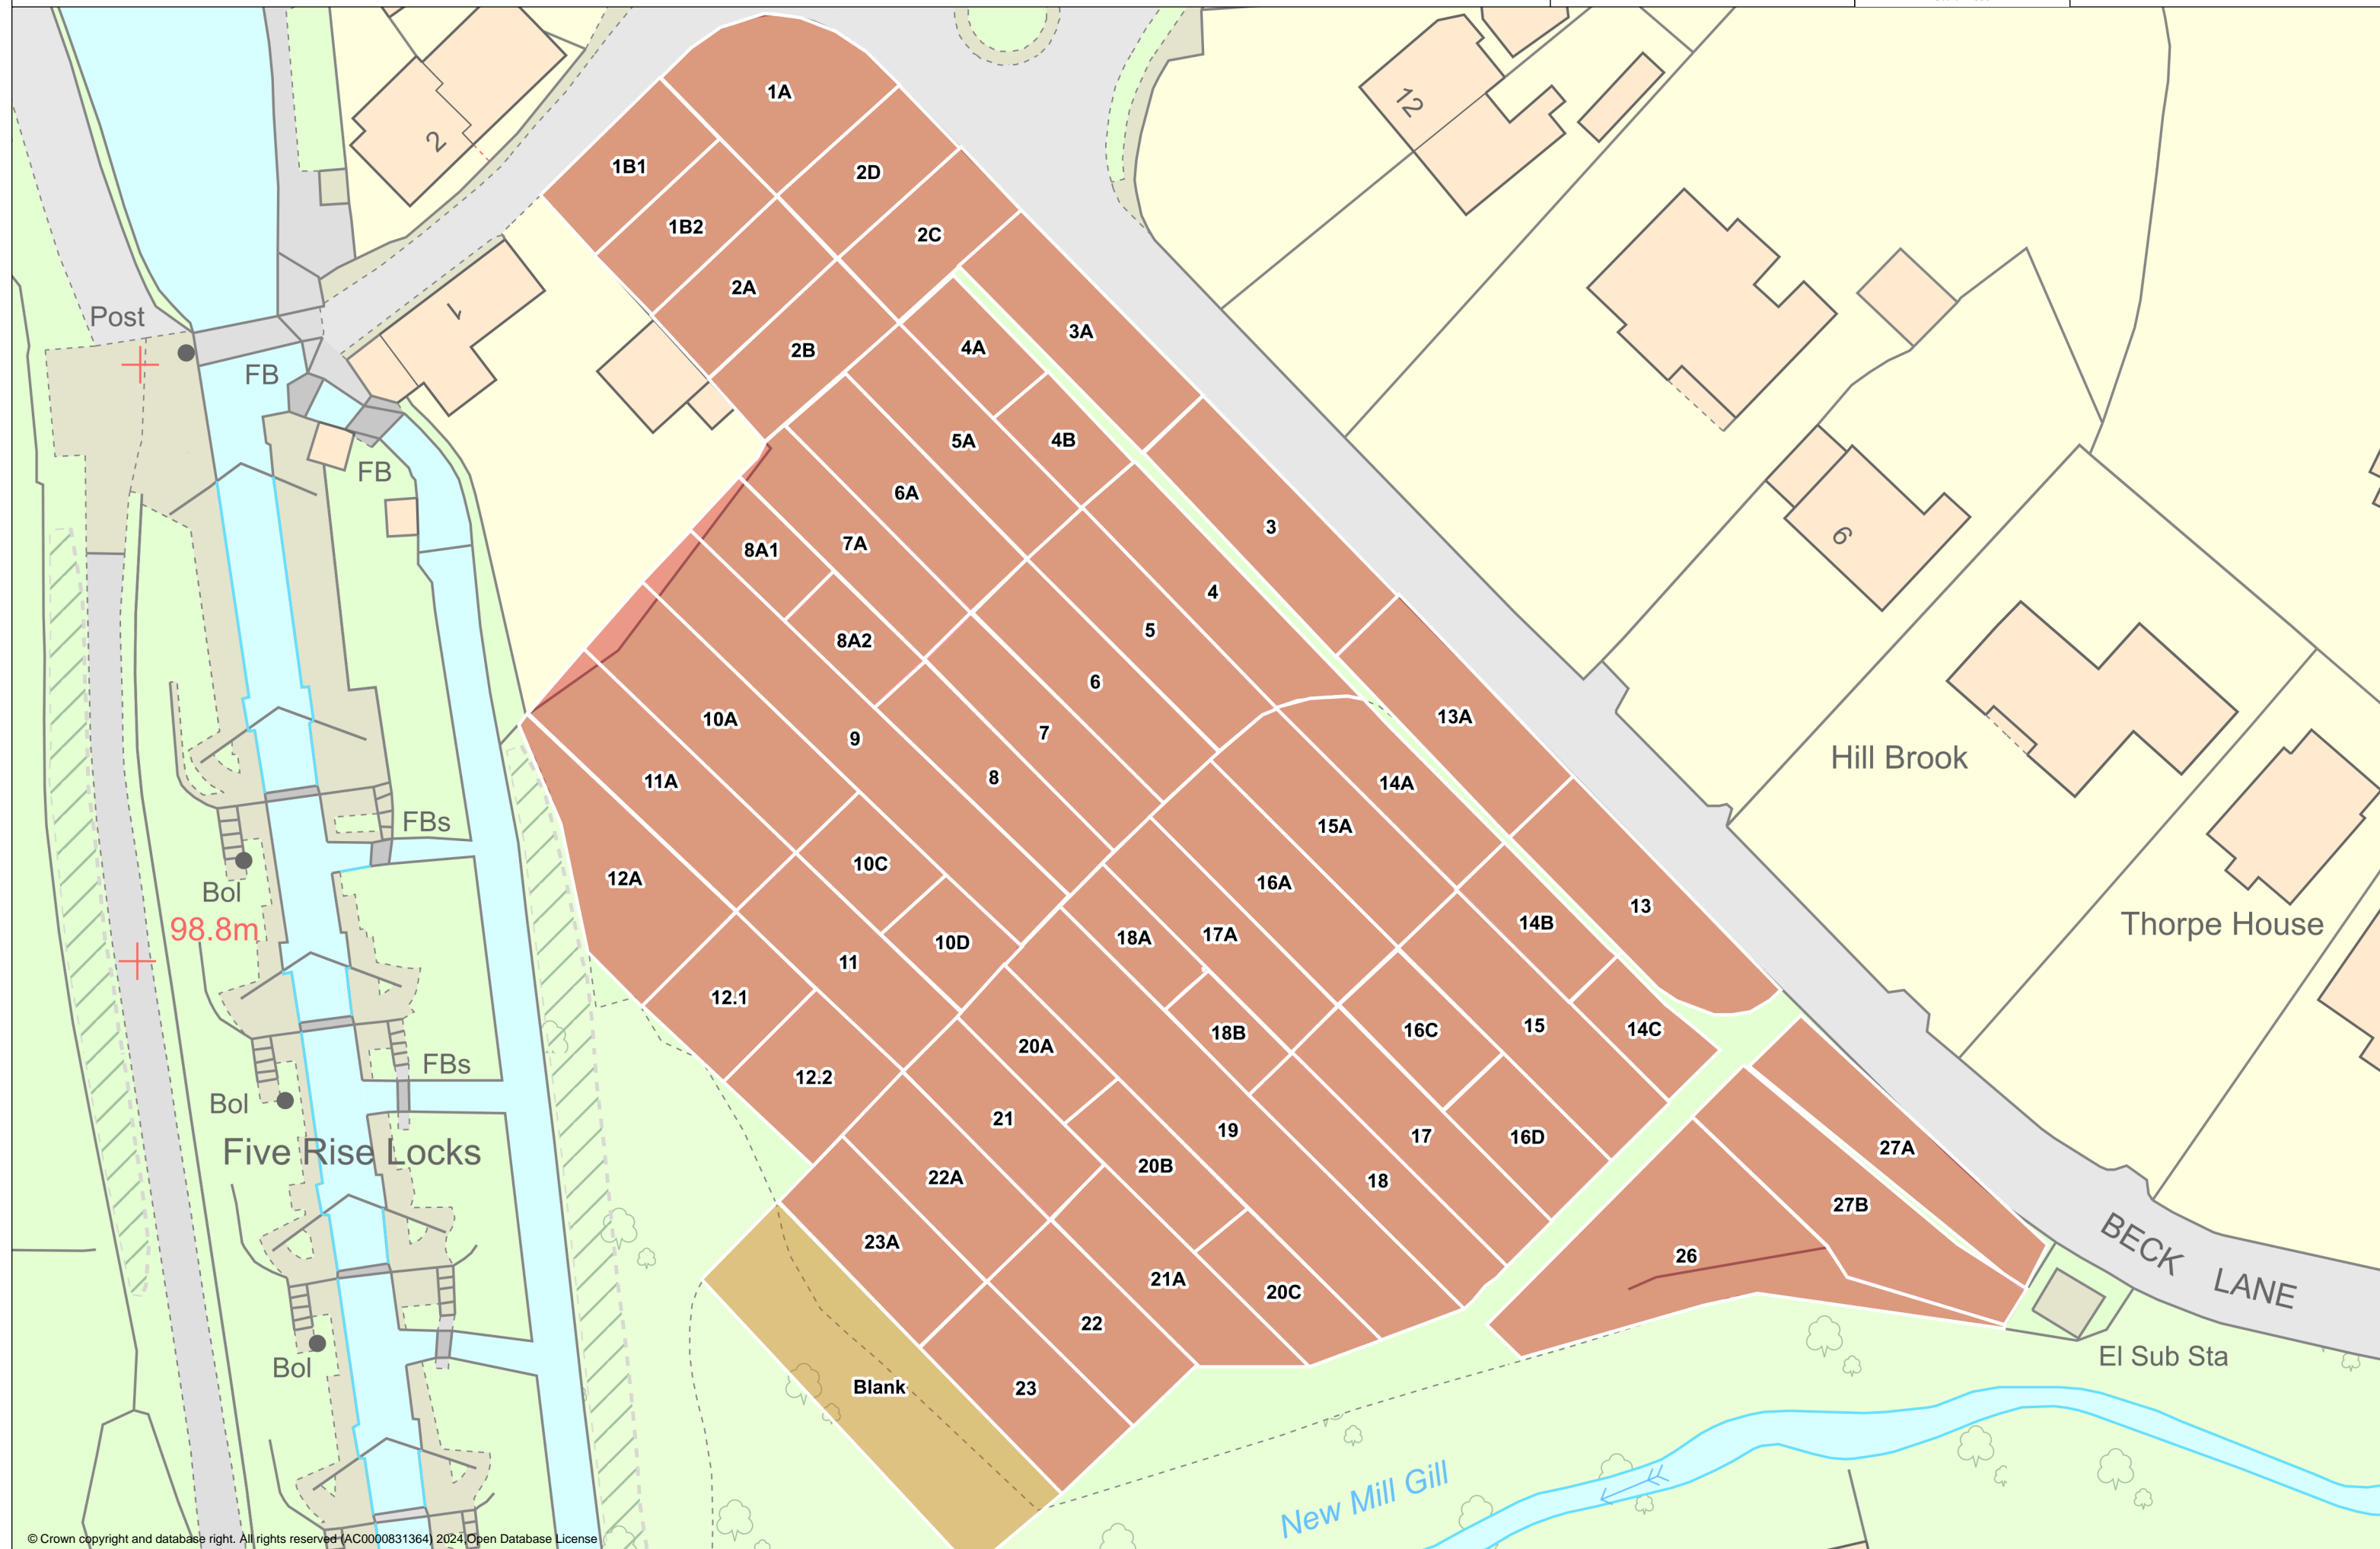 1A
12
2
1B1
2D
1B2
2C
2A
1
Post
3A
FB
2B
4A
5A
4B
FB
6A
3
6
7A
8A1
4
5
8A2
6
13A
10A
7
9
Hill Brook
8
11A
14A
FBs
15A
10C
12A
16A
Bol
13
14B
Thorpe House
98.8m
17A
18A
10D
11
12.1
15
14C
16C
18B
20A
FBs
12.2
Bol
21
19
17
16D
27A
Five Rise Locks
20B
22A
18
27B
BECK LANE
23A
26
21A
20C
22
El Sub Sta
Bol
Blank
23
New Mill Gill
© Crown copyright and database right. All rights reserved (AC0000831364) 2024,Open Database License